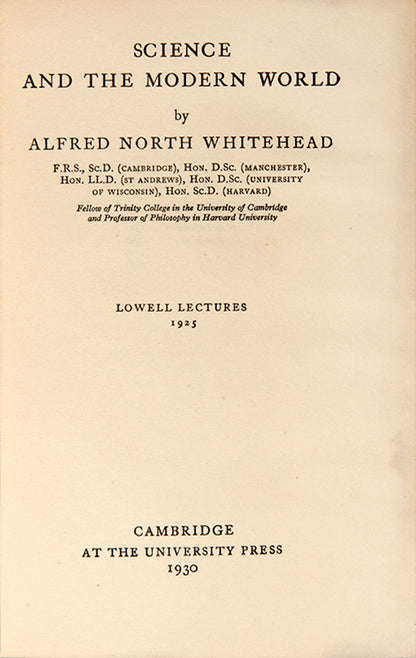 SCIENCE
AND THE MODERN WORLD
by
ALFRED NORTH WHITEHEAD
F.R.S., Sc.D. (CAMBRIDGE), Hon. D.Sc. (MANCHESTER),
Hon. LL.D. (ST ANDREWS), Hon. D.Sc. (UNIVERSITY
OF WISCONSIN), Hon. Sc.D. (HARVARD)
Fellow of Trinity College in the University of Cambridge
and Professor of Philosophy in Harvard University
LOWELL LECTURES
1925
CAMBRIDGE
AT THE UNIVERSITY PRESS
1930